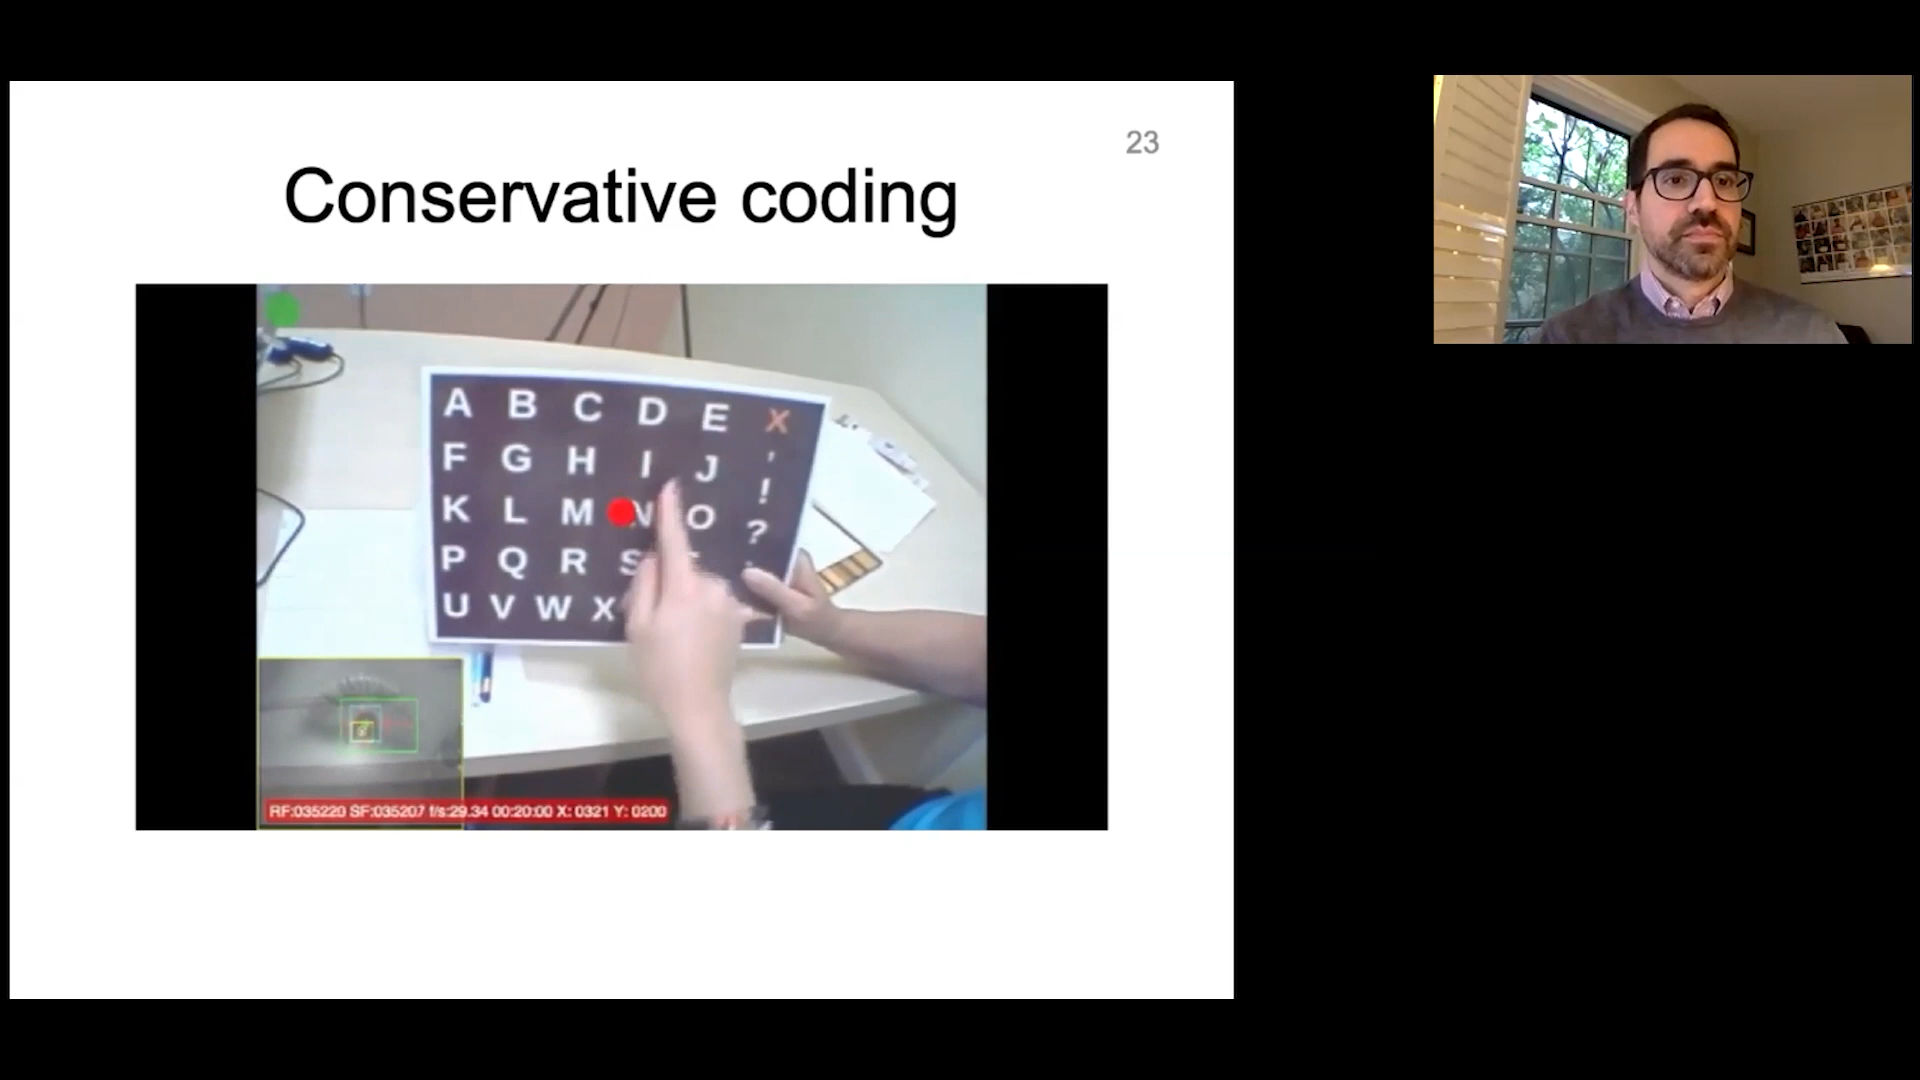 23
Conservative coding
A B C D E X
F G H I J ,
!
K L M N O
?
P Q R S
U V W X
RF:035220 SF:035207 f/s:29.34 00:20:00 X: 0321 Y: 0200